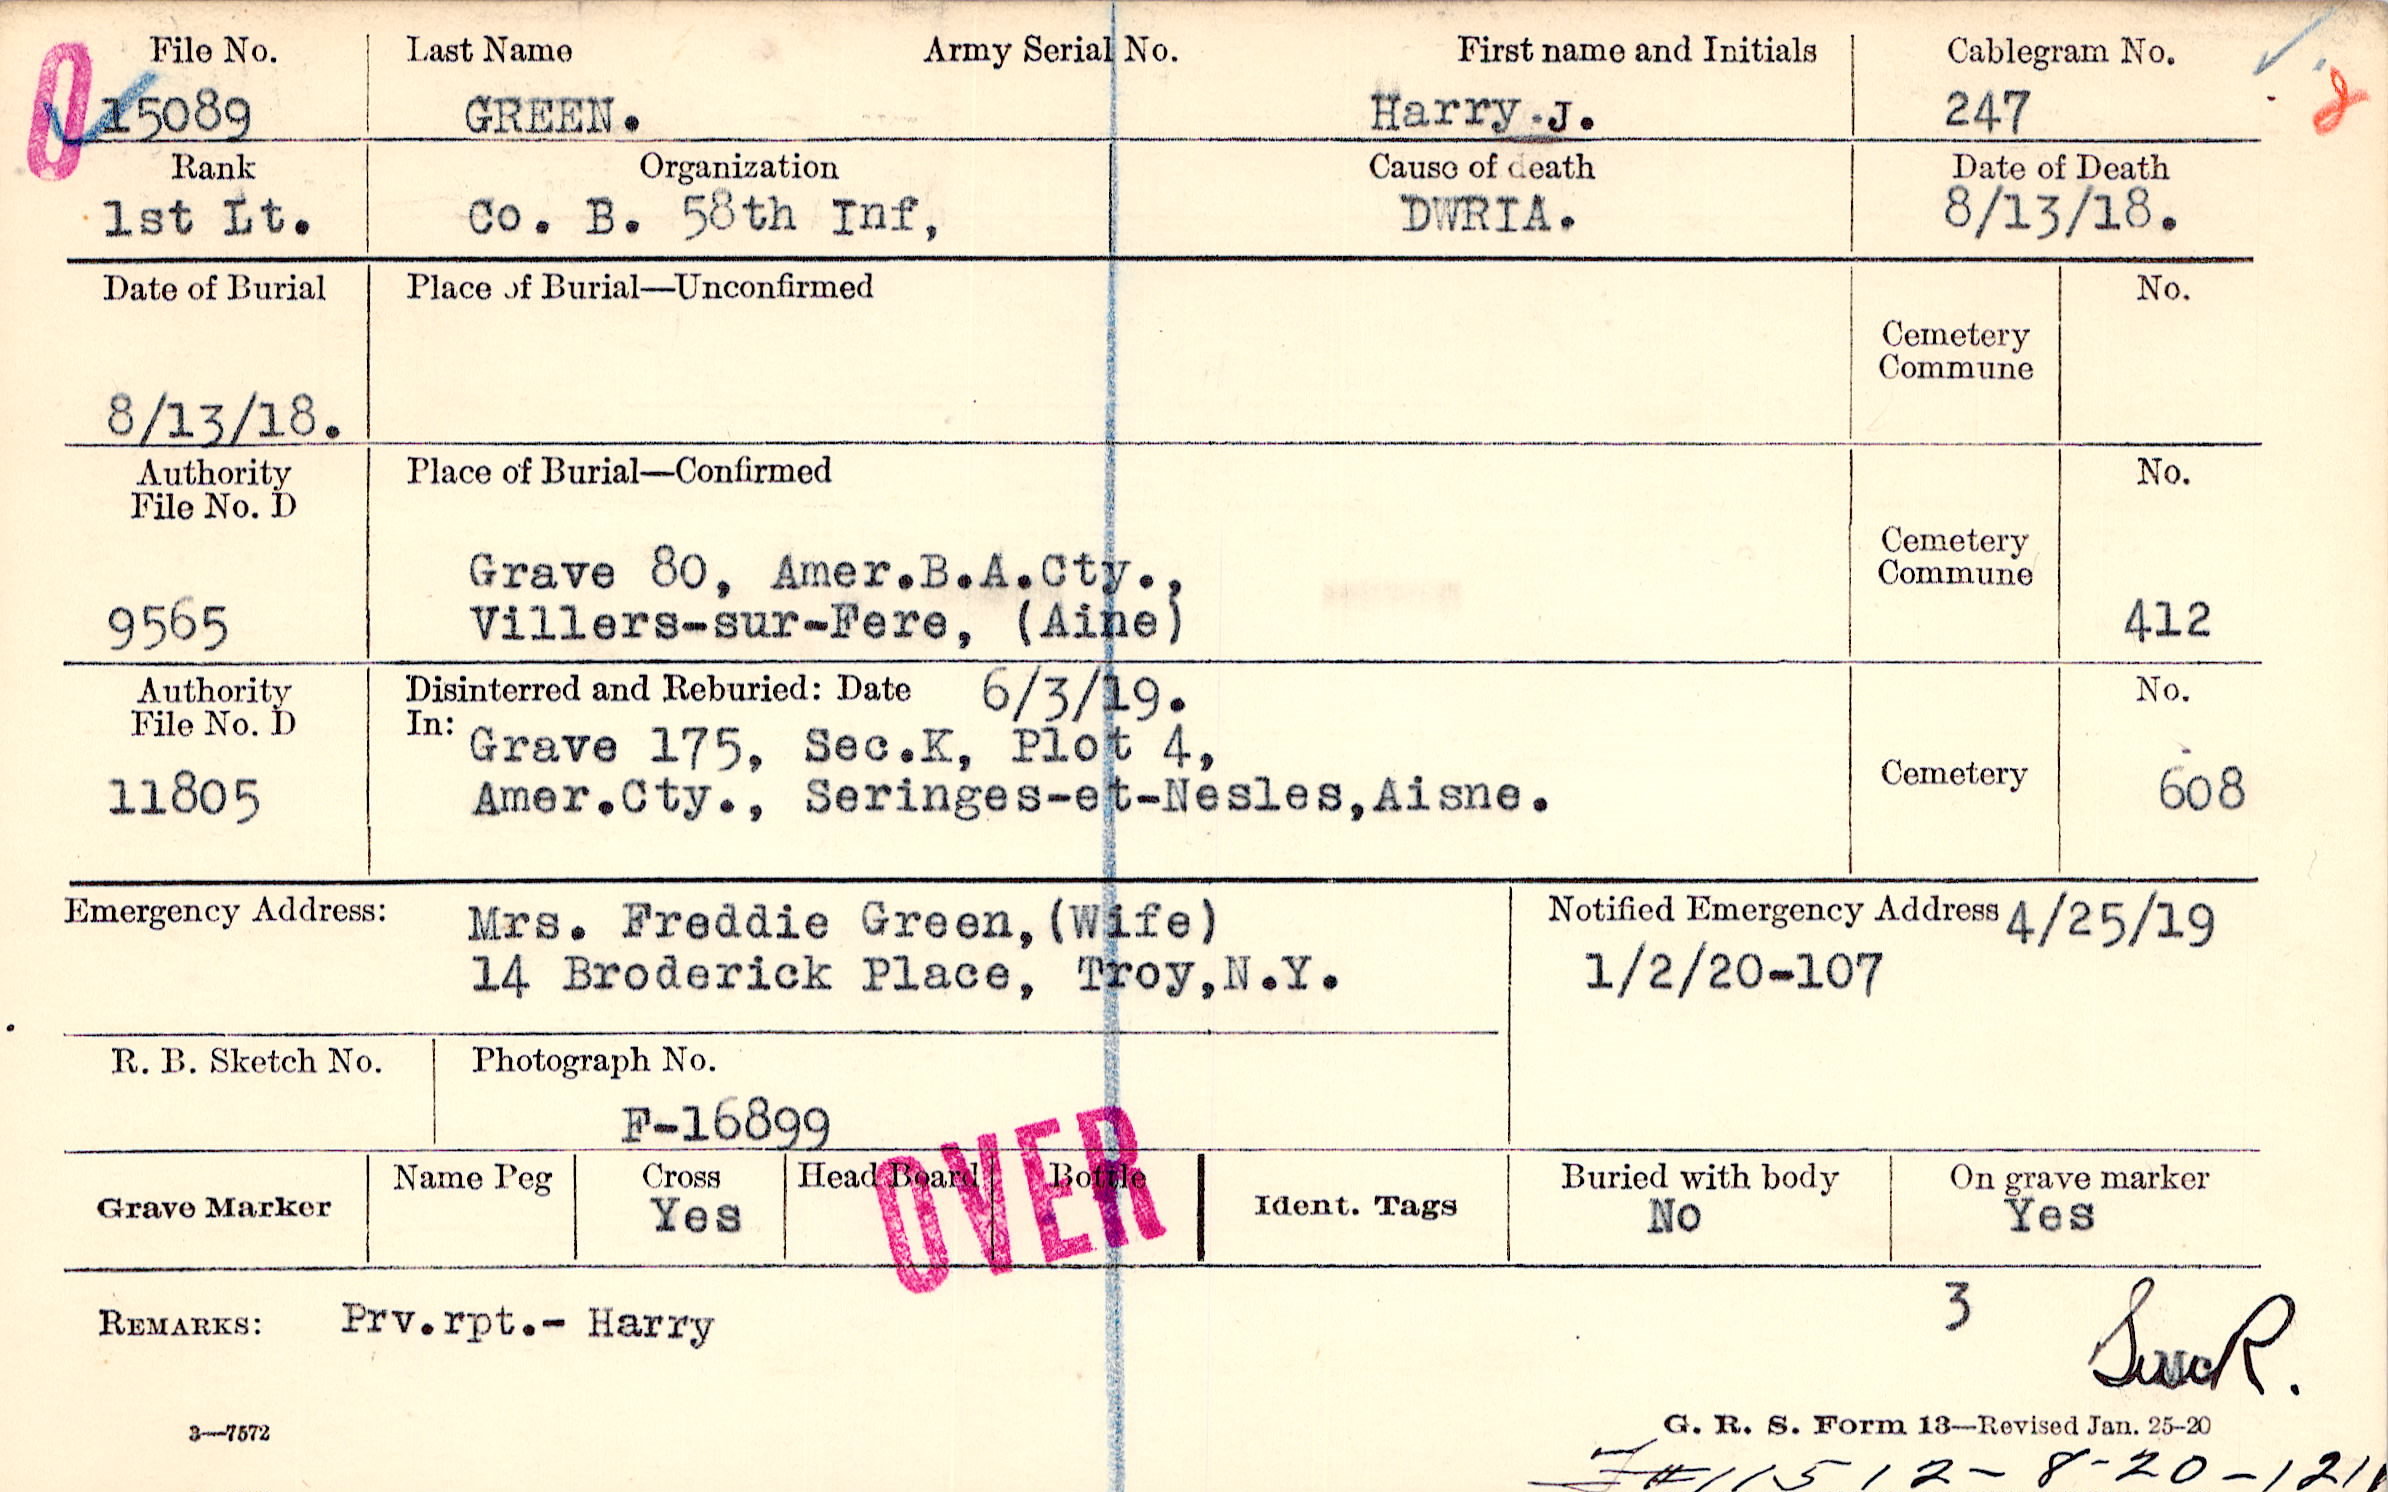 File No. Last Name Army Serial No. First name and Initials Cablegram No.
O 15089 GREEN. Harry J. 247 2
Rank Organization Cause of death Date of Death
1st Lt. Co. B. 58th Inf, DWRIA. 8/13/18.
Date of Burial Place of Burial—Unconfirmed No.
Cemetery
Commune
8/13/18.
Authority Place of Burial—Confirmed No.
File No. D
Cemetery
Commune
Grave 80, Amer.B.A.Cty.,
9565 Villers-sur-Fere, (Aine) 412
Authority Disinterred and Reburied: Date 6/3/19. No.
File No. D In:
Grave 175, Sec.K, Plot 4,
Cemetery
11805 Amer.Cty., Seringes-et-Nesles,Aisne. 608
Emergency Address: Mrs. Freddie Green,(Wife) Notified Emergency Address 4/25/19
14 Broderick Place, Troy,N.Y. 1/2/20-107
R. B. Sketch No. Photograph No.
F-16899
OVER
Grave Marker Name Peg Cross Head Board Bottle Ident. Tags Buried with body On grave marker
Yes No Yes
3
REMARKS: Prv.rpt.- Harry
3—7572
G. R. S. Form 13—Revised Jan. 25-20